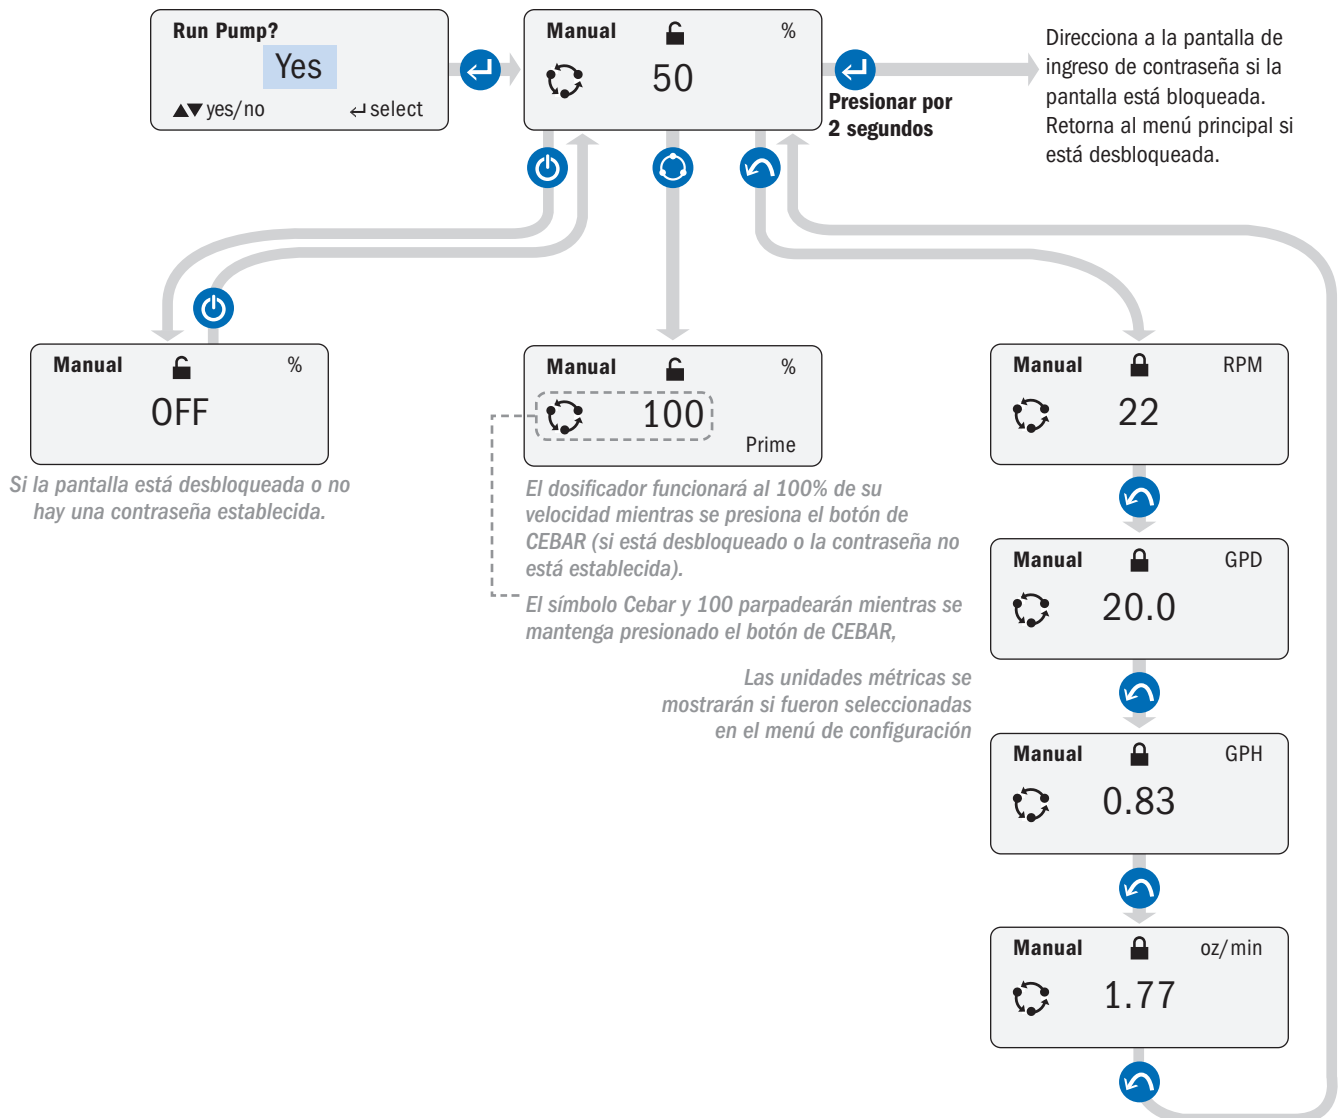 Run Pump?
Yes
▲▼ yes/no ↵ select
Manual %
50
Presionar por
2 segundos
Direcciona a la pantalla de
ingreso de contraseña si la
pantalla está bloqueada.
Retorna al menú principal si
está desbloqueada.
Manual %
OFF
Si la pantalla está desbloqueada o no
hay una contraseña establecida.
Manual %
100
Prime
El dosificador funcionará al 100% de su
velocidad mientras se presiona el botón de
CEBAR (si está desbloqueado o la contraseña no
está establecida).
El símbolo Cebar y 100 parpadearán mientras se
mantenga presionado el botón de CEBAR,
Las unidades métricas se
mostrarán si fueron seleccionadas
en el menú de configuración
Manual RPM
22
Manual GPD
20.0
Manual GPH
0.83
Manual oz/min
1.77